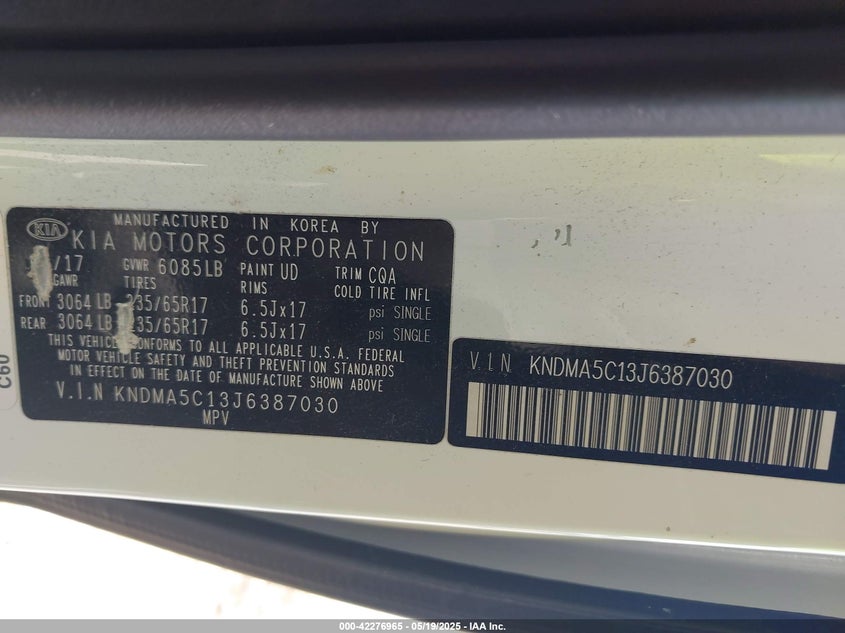 MANUFACTURED IN KOREA BY
KIA KIA MOTORS CORPORATION
/17 GVWR 6085LB PAINT UD TRIM CQA
GAWR TIRES RIMS COLD TIRE INFL
FRONT 3064 LB 235/65R17 6.5Jx17 psi SINGLE
REAR 3064 LB 235/65R17 6.5Jx17 psi SINGLE
THIS VEHICLE CONFORMS TO ALL APPLICABLE U.S.A. FEDERAL
MOTOR VEHICLE SAFETY AND THEFT PREVENTION STANDARDS
IN EFFECT ON THE DATE OF MANUFACTURE SHOWN ABOVE
V.I.N KNDMA5C13J6387030
MPV
V.I.N KNDMA5C13J6387030
C60
000-42276965 - 05/19/2025 - IAA Inc.